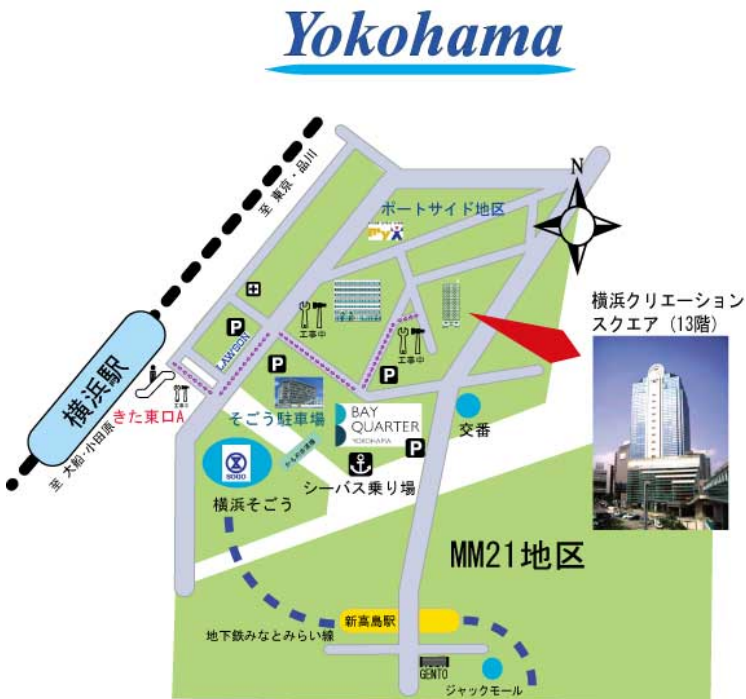 Yokohama
至 東京・品川
N
ポートサイド地区
myX
横浜クリエーション
スクエア (13階)
P
工事中
LAWSON
工事中
P
P
横浜駅
きた東口A
至 大船・小田原
そごう駐車場
BAY
QUARTER
YOKOHAMA
P
交番
SOGO
横浜そごう
シーバス乗り場
MM21地区
新高島駅
地下鉄みなとみらい線
GENTO
ジャックモール